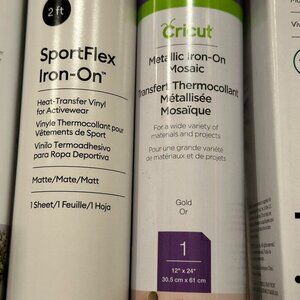 2 ft
SportFlex
Iron-On™
Heat-Transfer Vinyl
for Activewear
Vinyle Thermocollant pour
Vêtements de Sport
Vinilo Termoadhesivo
para Ropa Deportiva
Matte/Mate/Matt
1 Sheet/1 Feuille/1 Hoja
Cricut
Metallic Iron-On
Mosaic
Transfert Thermocollant
Métallisée
Mosaïque
For a wide variety of
materials and projects
Pour une grande variété
de matériaux et de projets
Gold
Or
1
12" x 24"
30.5 cm x 61 cm